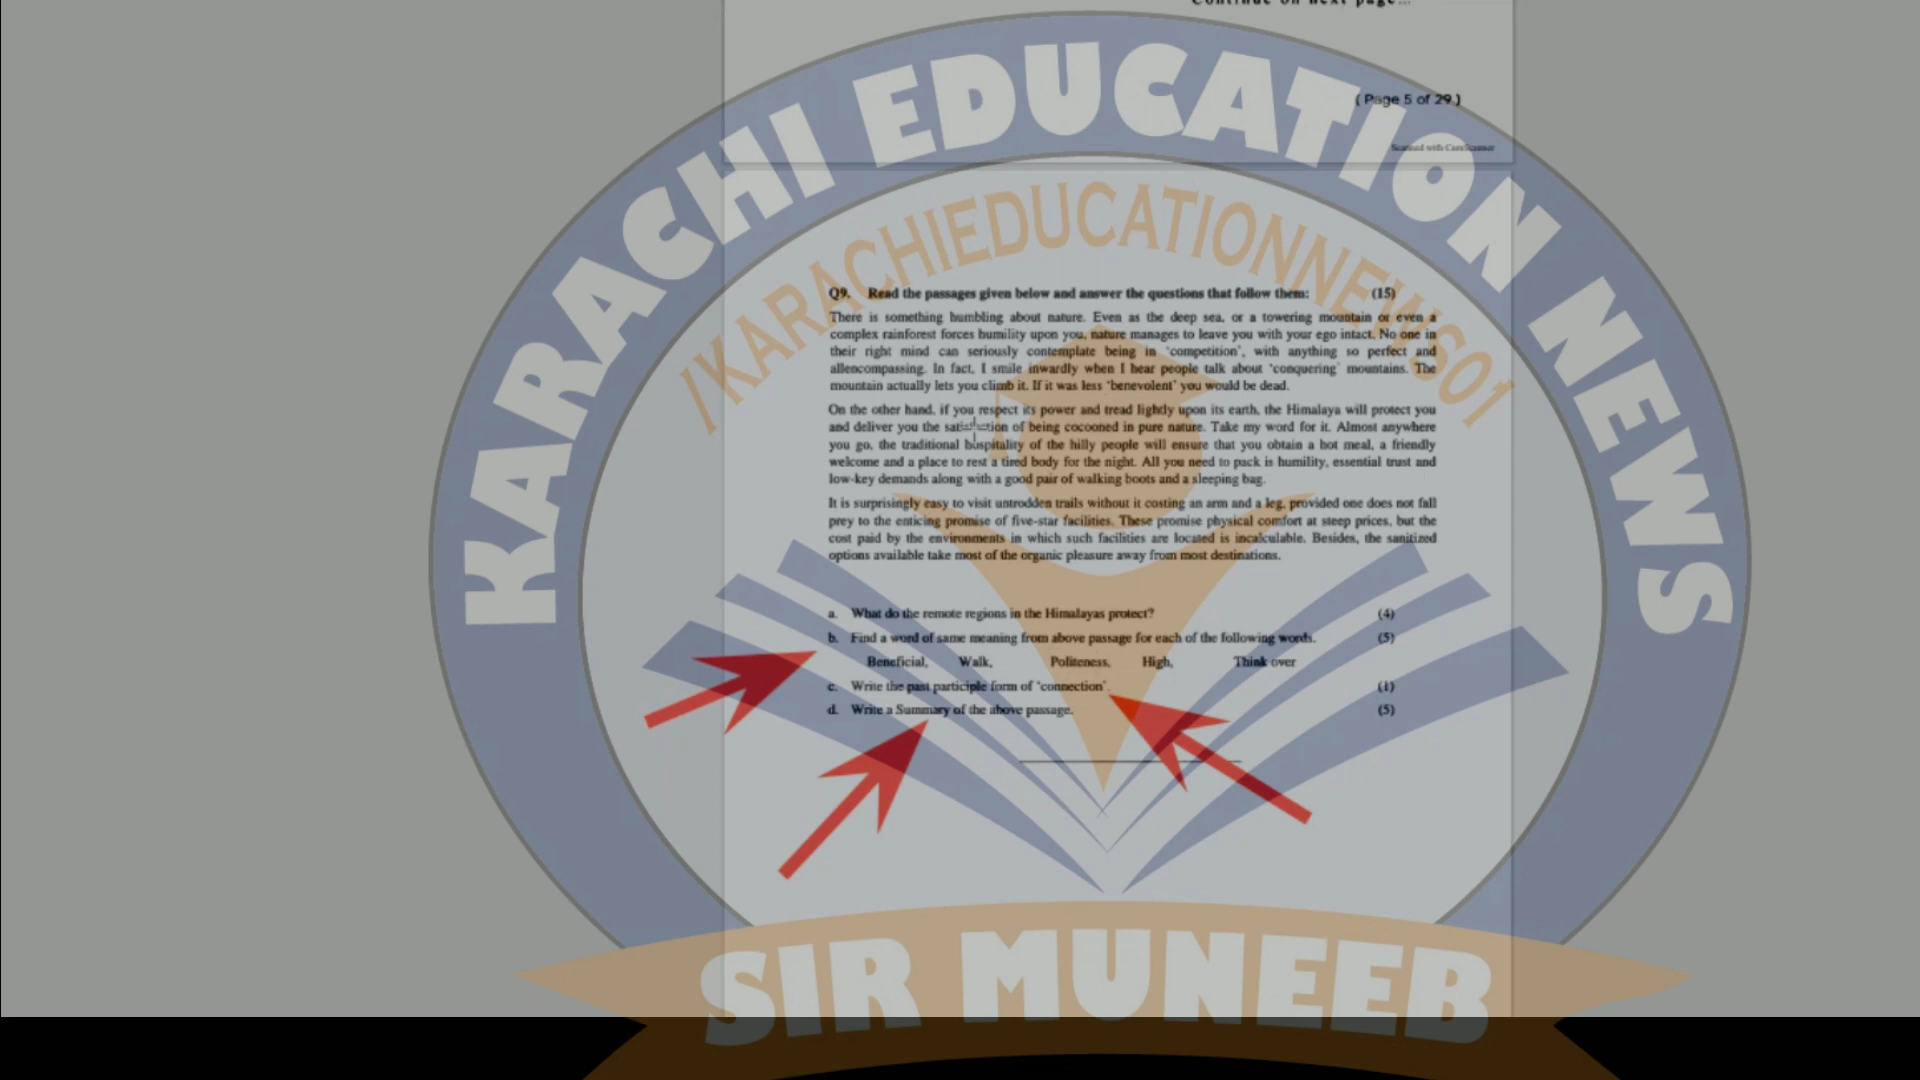 Continue on next page...
( Page 5 of 29 )
Scanned with CamScanner
KARACHI EDUCATION NEWS
/KARACHIEDUCATIONNEWS01
Q9. Read the passages given below and answer the questions that follow them: (15)
There is something humbling about nature. Even as the deep sea, or a towering mountain or even a
complex rainforest forces humility upon you, nature manages to leave you with your ego intact. No one in
their right mind can seriously contemplate being in 'competition', with anything so perfect and
allencompassing. In fact, I smile inwardly when I hear people talk about 'conquering' mountains. The
mountain actually lets you climb it. If it was less 'benevolent' you would be dead.
On the other hand, if you respect its power and tread lightly upon its earth, the Himalaya will protect you
and deliver you the satisfaction of being cocooned in pure nature. Take my word for it. Almost anywhere
you go, the traditional hospitality of the hilly people will ensure that you obtain a hot meal, a friendly
welcome and a place to rest a tired body for the night. All you need to pack is humility, essential trust and
low-key demands along with a good pair of walking boots and a sleeping bag.
It is surprisingly easy to visit untrodden trails without it costing an arm and a leg, provided one does not fall
prey to the enticing promise of five-star facilities. These promise physical comfort at steep prices, but the
cost paid by the environments in which such facilities are located is incalculable. Besides, the sanitized
options available take most of the organic pleasure away from most destinations.
a. What do the remote regions in the Himalayas protect? (4)
b. Find a word of same meaning from above passage for each of the following words. (5)
Beneficial, Walk, Politeness, High, Think over
c. Write the past participle form of 'connection'. (1)
d. Write a Summary of the above passage. (5)
SIR MUNEEB